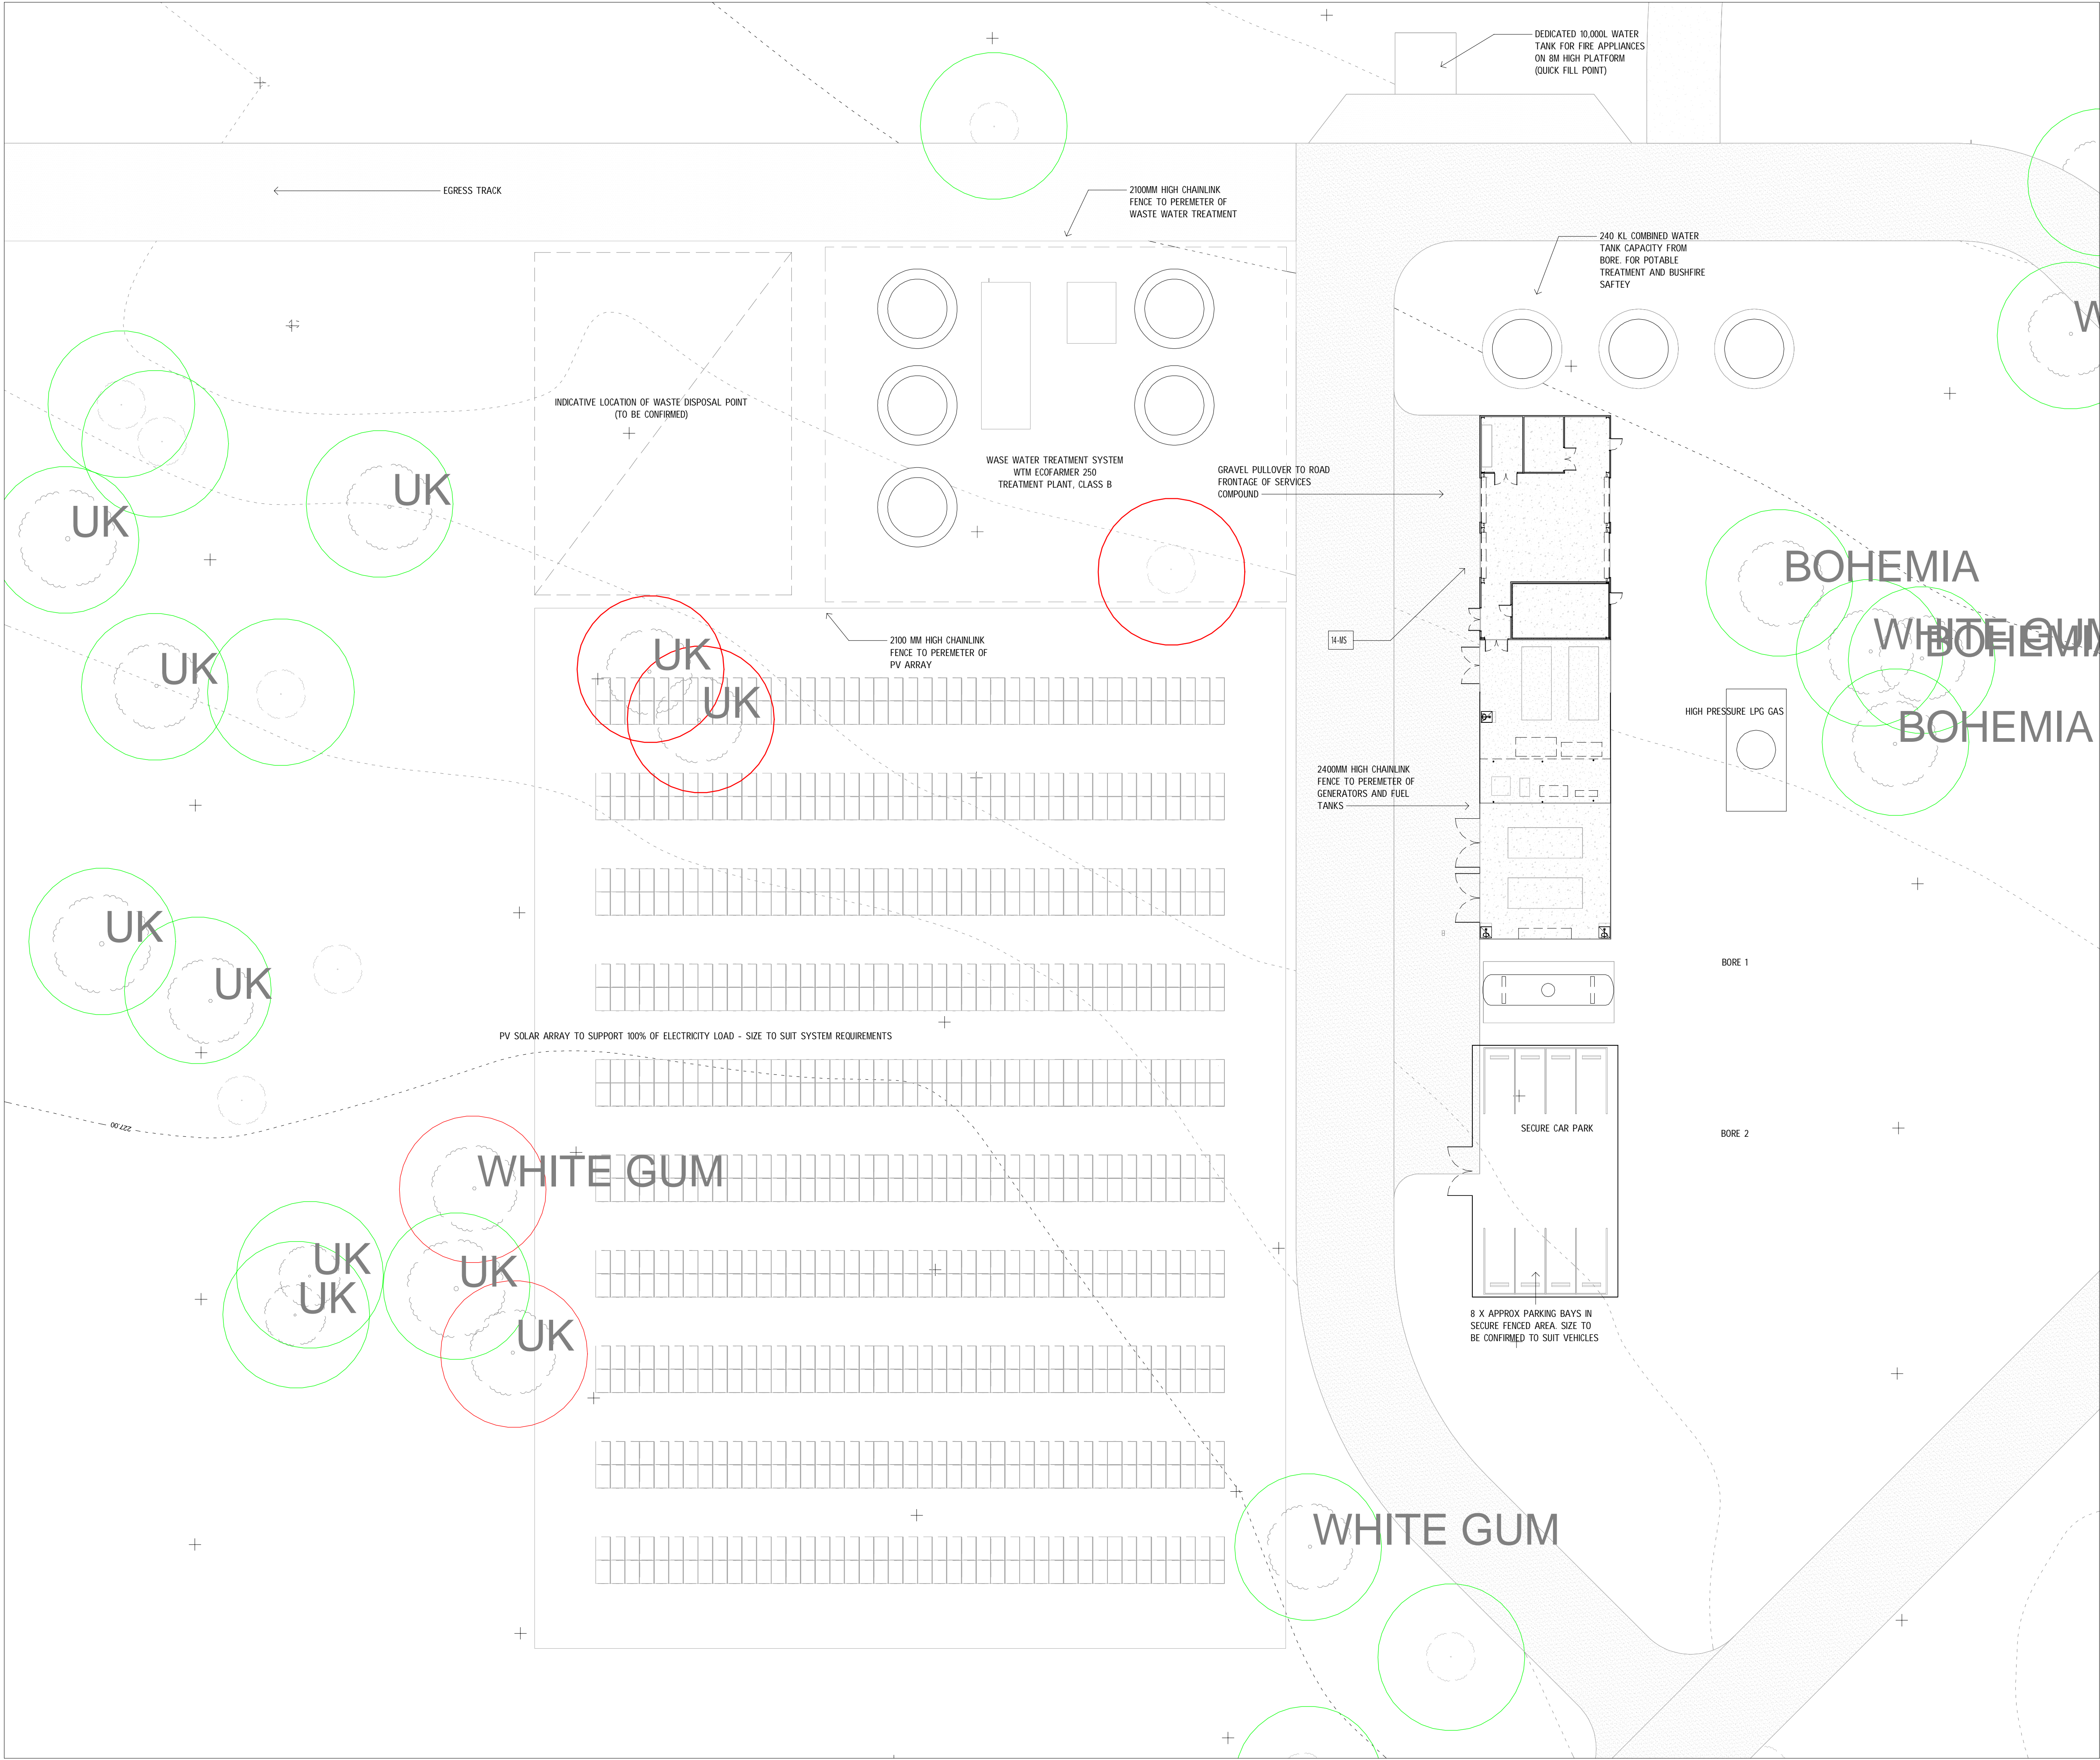 DEDICATED 10,000L WATER
TANK FOR FIRE APPLIANCES
ON 8M HIGH PLATFORM
(QUICK FILL POINT)
EGRESS TRACK
2100MM HIGH CHAINLINK
FENCE TO PEREMETER OF
WASTE WATER TREATMENT
240 KL COMBINED WATER
TANK CAPACITY FROM
BORE. FOR POTABLE
TREATMENT AND BUSHFIRE
SAFTEY
W
INDICATIVE LOCATION OF WASTE DISPOSAL POINT
(TO BE CONFIRMED)
WASE WATER TREATMENT SYSTEM
WTM ECOFARMER 250
TREATMENT PLANT, CLASS B
GRAVEL PULLOVER TO ROAD
FRONTAGE OF SERVICES
COMPOUND
UK
UK
BOHEMIA
2100 MM HIGH CHAINLINK
FENCE TO PEREMETER OF
PV ARRAY
14-MS
UK
UK
UK
WHITE GUM
BOHEMIA
BOHEMIA
HIGH PRESSURE LPG GAS
2400MM HIGH CHAINLINK
FENCE TO PEREMETER OF
GENERATORS AND FUEL
TANKS
UK
UK
BORE 1
PV SOLAR ARRAY TO SUPPORT 100% OF ELECTRICITY LOAD - SIZE TO SUIT SYSTEM REQUIREMENTS
227.00
SECURE CAR PARK
BORE 2
WHITE GUM
UK
UK
UK
UK
8 X APPROX PARKING BAYS IN
SECURE FENCED AREA. SIZE TO
BE CONFIRMED TO SUIT VEHICLES
WHITE GUM